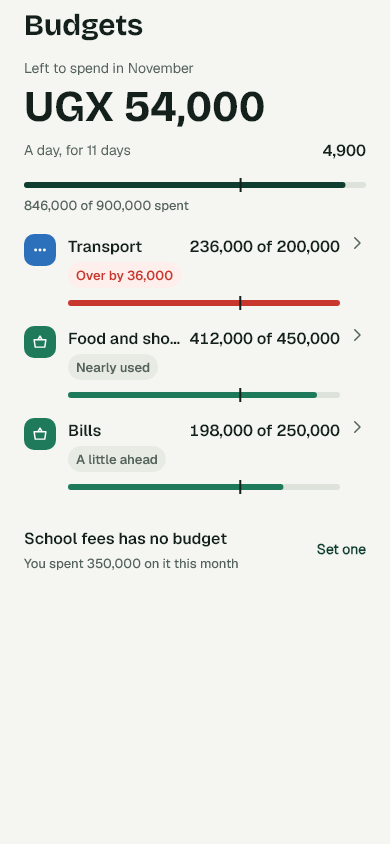 Budgets
Left to spend in November
UGX 54,000
A day, for 11 days 4,900
846,000 of 900,000 spent
Transport 236,000 of 200,000
Over by 36,000
Food and sho... 412,000 of 450,000
Nearly used
Bills 198,000 of 250,000
A little ahead
School fees has no budget
Set one
You spent 350,000 on it this month